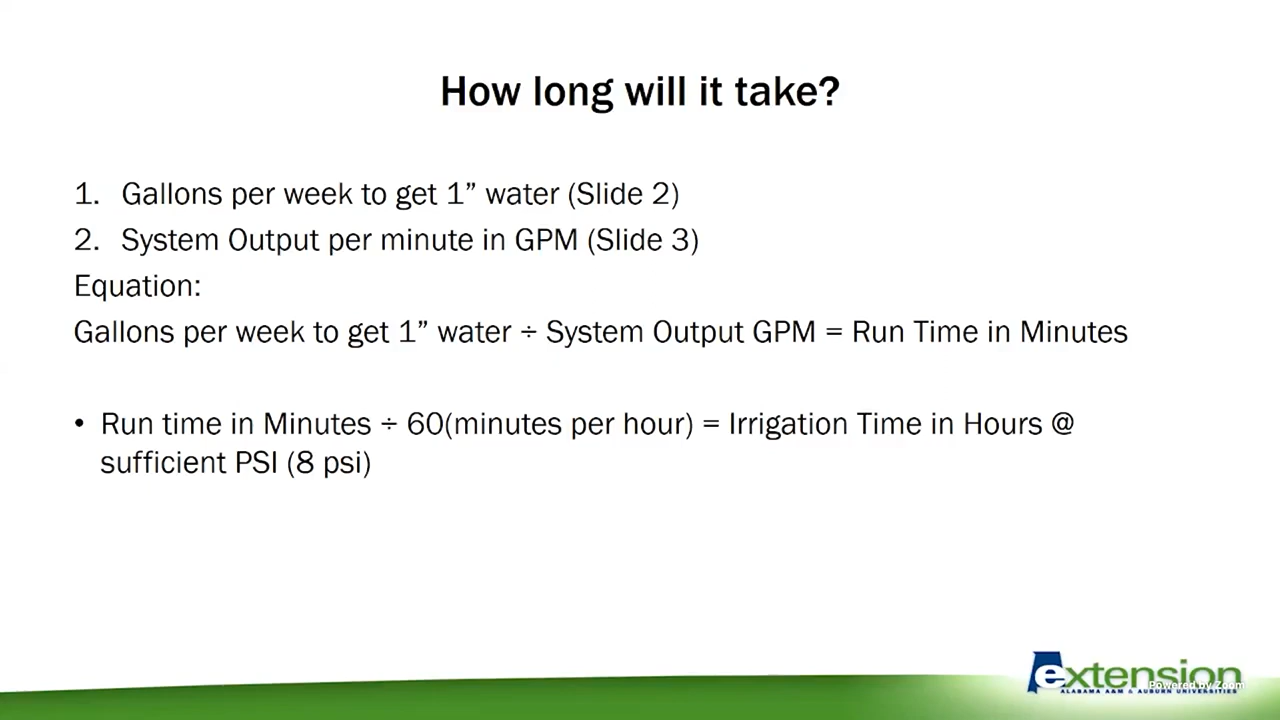 How long will it take?
1. Gallons per week to get 1” water (Slide 2)
2. System Output per minute in GPM (Slide 3)
Equation:
Gallons per week to get 1” water ÷ System Output GPM = Run Time in Minutes
• Run time in Minutes ÷ 60(minutes per hour) = Irrigation Time in Hours @
sufficient PSI (8 psi)
extension
Powered by Zoom
ALABAMA A&M & AUBURN UNIVERSITIES